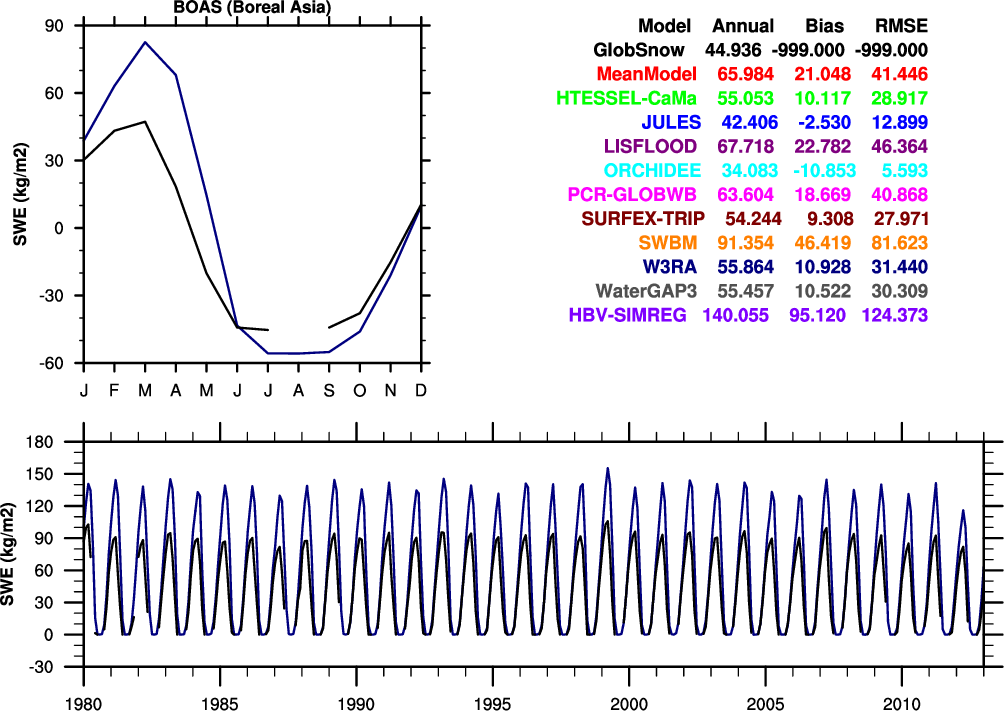 BOAS (Boreal Asia)
90
60
30
0
-30
-60
SWE (kg/m2)
J F M A M J J A S O N D
Model Annual Bias RMSE
GlobSnow 44.936 -999.000 -999.000
MeanModel 65.984 21.048 41.446
HTESSEL-CaMa 55.053 10.117 28.917
JULES 42.406 -2.530 12.899
LISFLOOD 67.718 22.782 46.364
ORCHIDEE 34.083 -10.853 5.593
PCR-GLOBWB 63.604 18.669 40.868
SURFEX-TRIP 54.244 9.308 27.971
SWBM 91.354 46.419 81.623
W3RA 55.864 10.928 31.440
WaterGAP3 55.457 10.522 30.309
HBV-SIMREG 140.055 95.120 124.373
180
150
120
90
60
30
0
-30
SWE (kg/m2)
1980 1985 1990 1995 2000 2005 2010